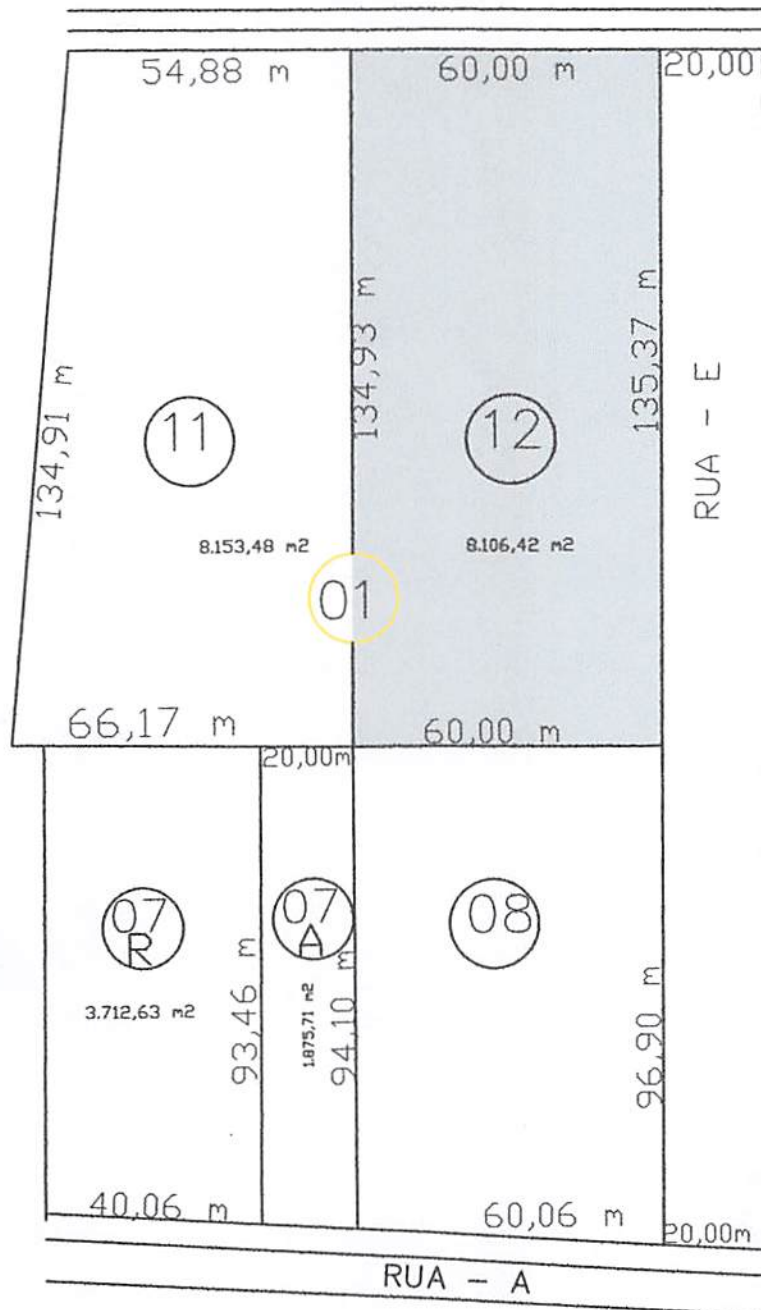 54,88 m
60,00 m
20,00
134,91 m
134,93 m
135,37 m
RUA - E
11
12
8.153,48 m2
8.106,42 m2
01
66,17 m
60,00 m
20,00m
07
R
07
A
08
3.712,63 m2
93,46 m
1.875,71 m2
94,10 m
96,90 m
40,06 m
60,06 m
20,00m
RUA - A